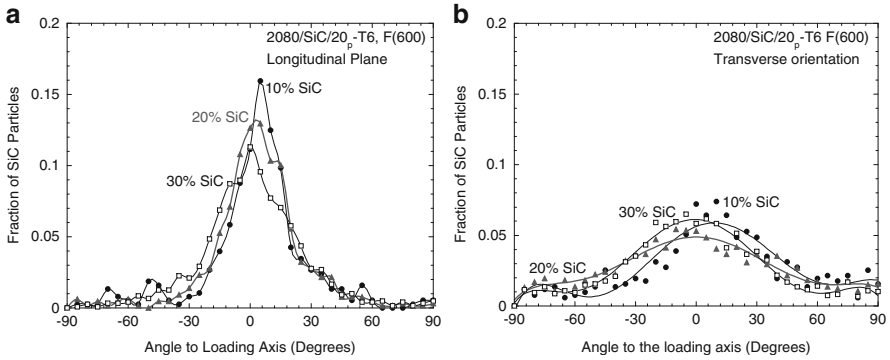 a
2080/SiC/20p-T6, F(600)
Longitudinal Plane
10% SiC
20% SiC
30% SiC
0.2
0.15
0.1
0.05
0
-90
-60
-30
0
30
60
90
Fraction of SiC Particles
Angle to Loading Axis (Degrees)
b
2080/SiC/20p-T6, F(600)
Transverse orientation
10% SiC
30% SiC
20% SiC
0.2
0.15
0.1
0.05
0
-90
-60
-30
0
30
60
90
Fraction of SiC Particles
Angle to the loading axis (Degrees)